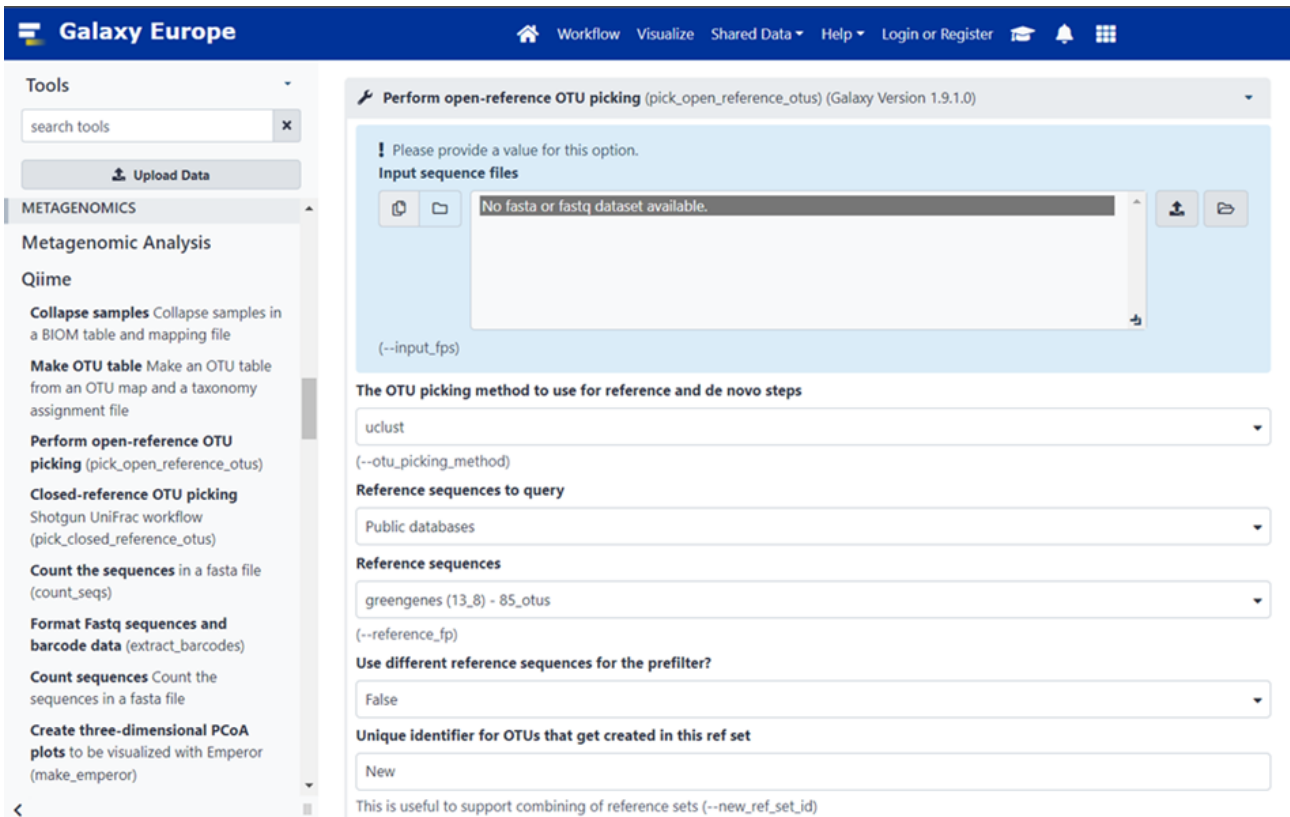 Galaxy Europe
Workflow Visualize Shared Data Help Login or Register
Tools
search tools
Upload Data
METAGENOMICS
Metagenomic Analysis
Qiime
Collapse samples Collapse samples in
a BIOM table and mapping file
Make OTU table Make an OTU table
from an OTU map and a taxonomy
assignment file
Perform open-reference OTU
picking (pick_open_reference_otus)
Closed-reference OTU picking
Shotgun UniFrac workflow
(pick_closed_reference_otus)
Count the sequences in a fasta file
(count_seqs)
Format Fastq sequences and
barcode data (extract_barcodes)
Count sequences Count the
sequences in a fasta file
Create three-dimensional PCoA
plots to be visualized with Emperor
(make_emperor)
Perform open-reference OTU picking (pick_open_reference_otus) (Galaxy Version 1.9.1.0)
! Please provide a value for this option.
Input sequence files
No fasta or fastq dataset available.
(--input_fps)
The OTU picking method to use for reference and de novo steps
uclust
(--otu_picking_method)
Reference sequences to query
Public databases
Reference sequences
greengenes (13_8) - 85_otus
(--reference_fp)
Use different reference sequences for the prefilter?
False
Unique identifier for OTUs that get created in this ref set
New
This is useful to support combining of reference sets (--new_ref_set_id)